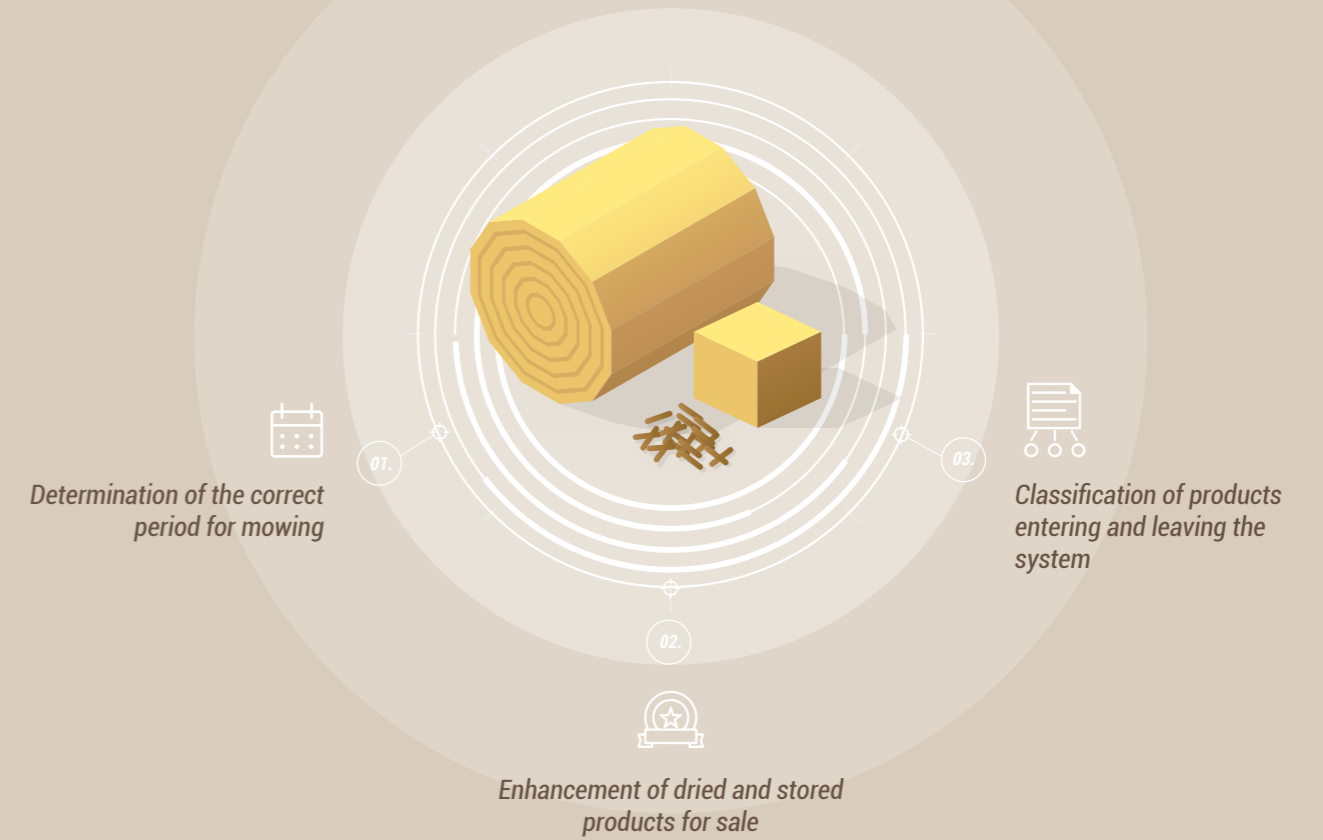 01.
Determination of the correct
period for mowing
02.
Enhancement of dried and stored
products for sale
03.
Classification of products
entering and leaving the
system